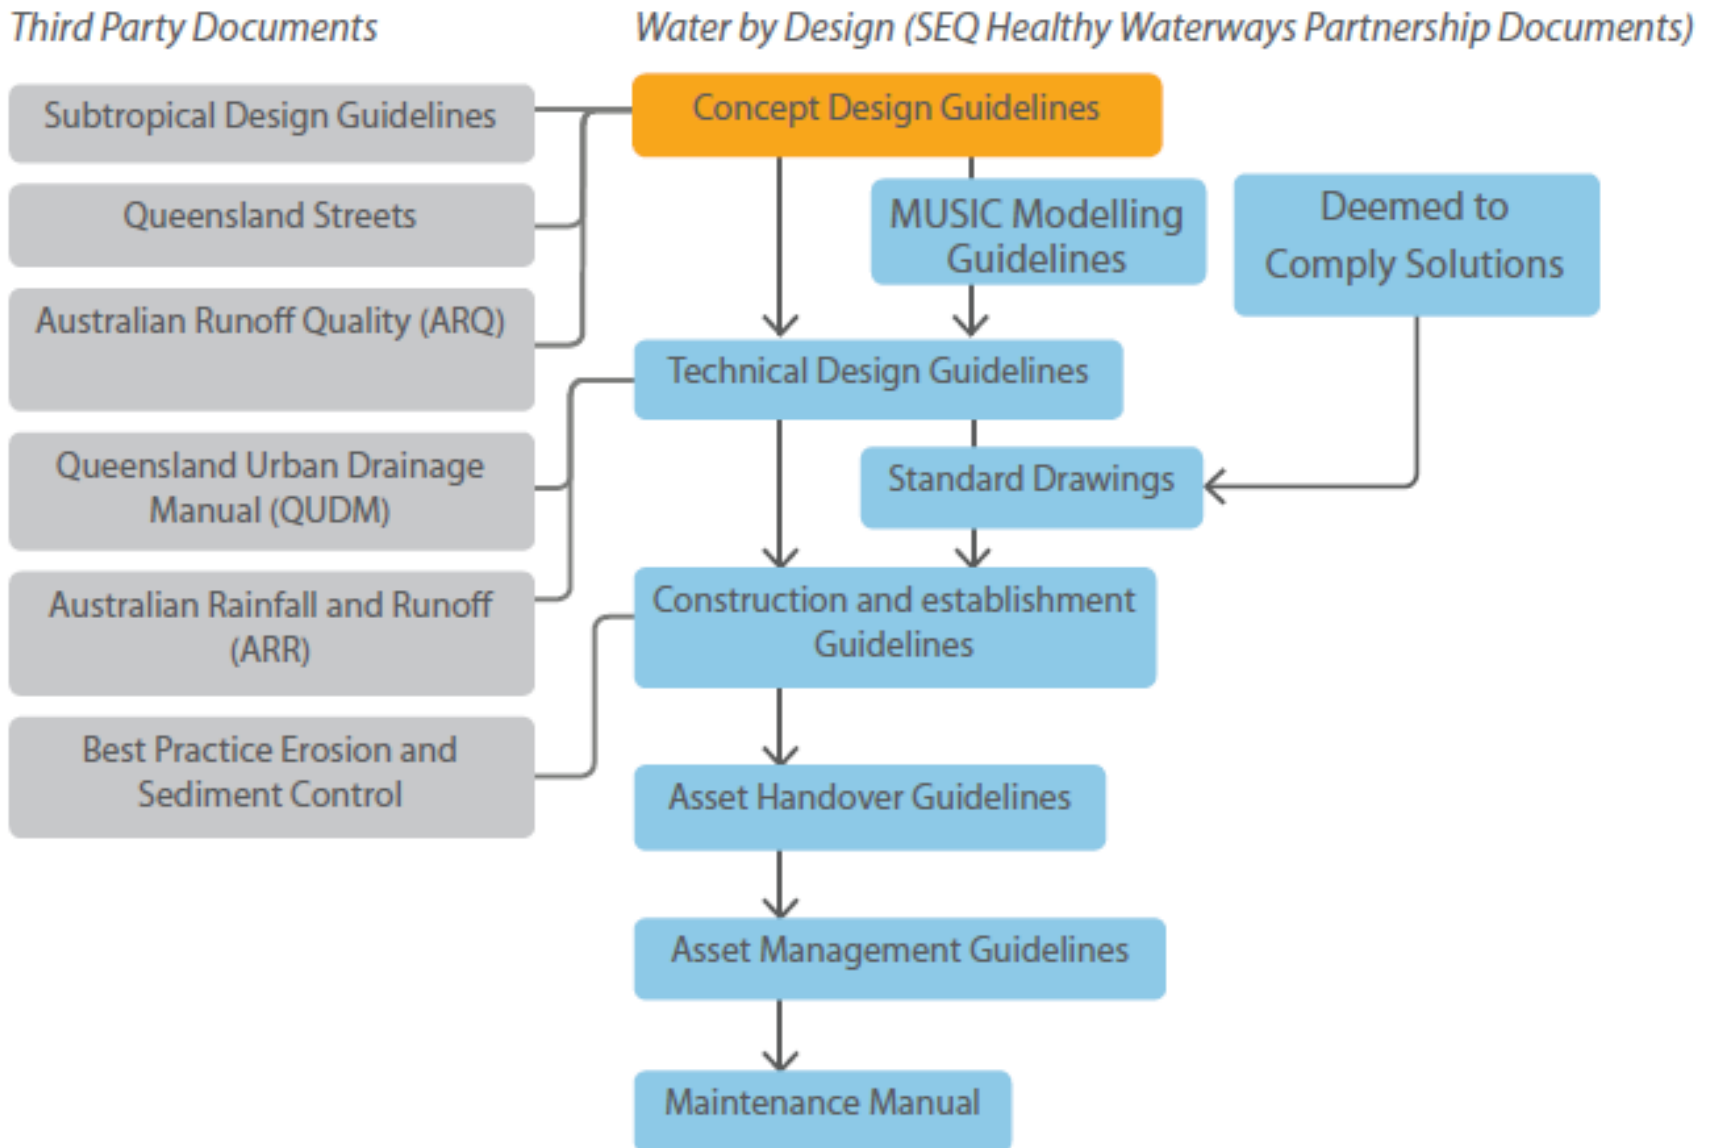 Third Party Documents
Water by Design (SEQ Healthy Waterways Partnership Documents)
Subtropical Design Guidelines
Queensland Streets
Australian Runoff Quality (ARQ)
Queensland Urban Drainage
Manual (QUDM)
Australian Rainfall and Runoff
(ARR)
Best Practice Erosion and
Sediment Control
Concept Design Guidelines
MUSIC Modelling
Guidelines
Deemed to
Comply Solutions
Technical Design Guidelines
Standard Drawings
Construction and establishment
Guidelines
Asset Handover Guidelines
Asset Management Guidelines
Maintenance Manual